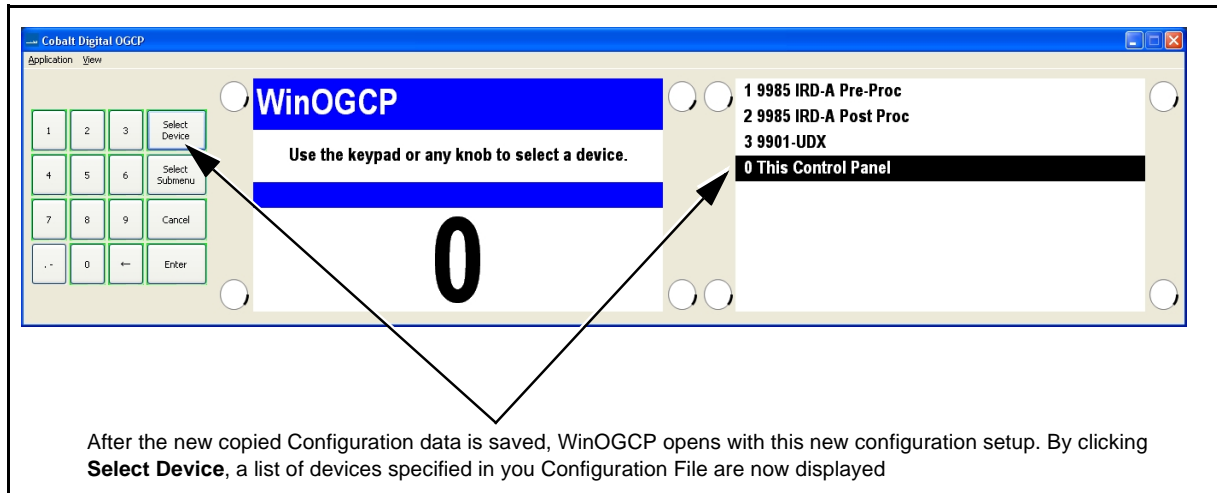 Cobalt Digital OGCP
Application View
1 2 3 Select Device
4 5 6 Select Submenu
7 8 9 Cancel
.- 0 ← Enter
WinOGCP
Use the keypad or any knob to select a device.
0
1 9985 IRD-A Pre-Proc
2 9985 IRD-A Post Proc
3 9901-UDX
0 This Control Panel
After the new copied Configuration data is saved, WinOGCP opens with this new configuration setup. By clicking
Select Device, a list of devices specified in you Configuration File are now displayed